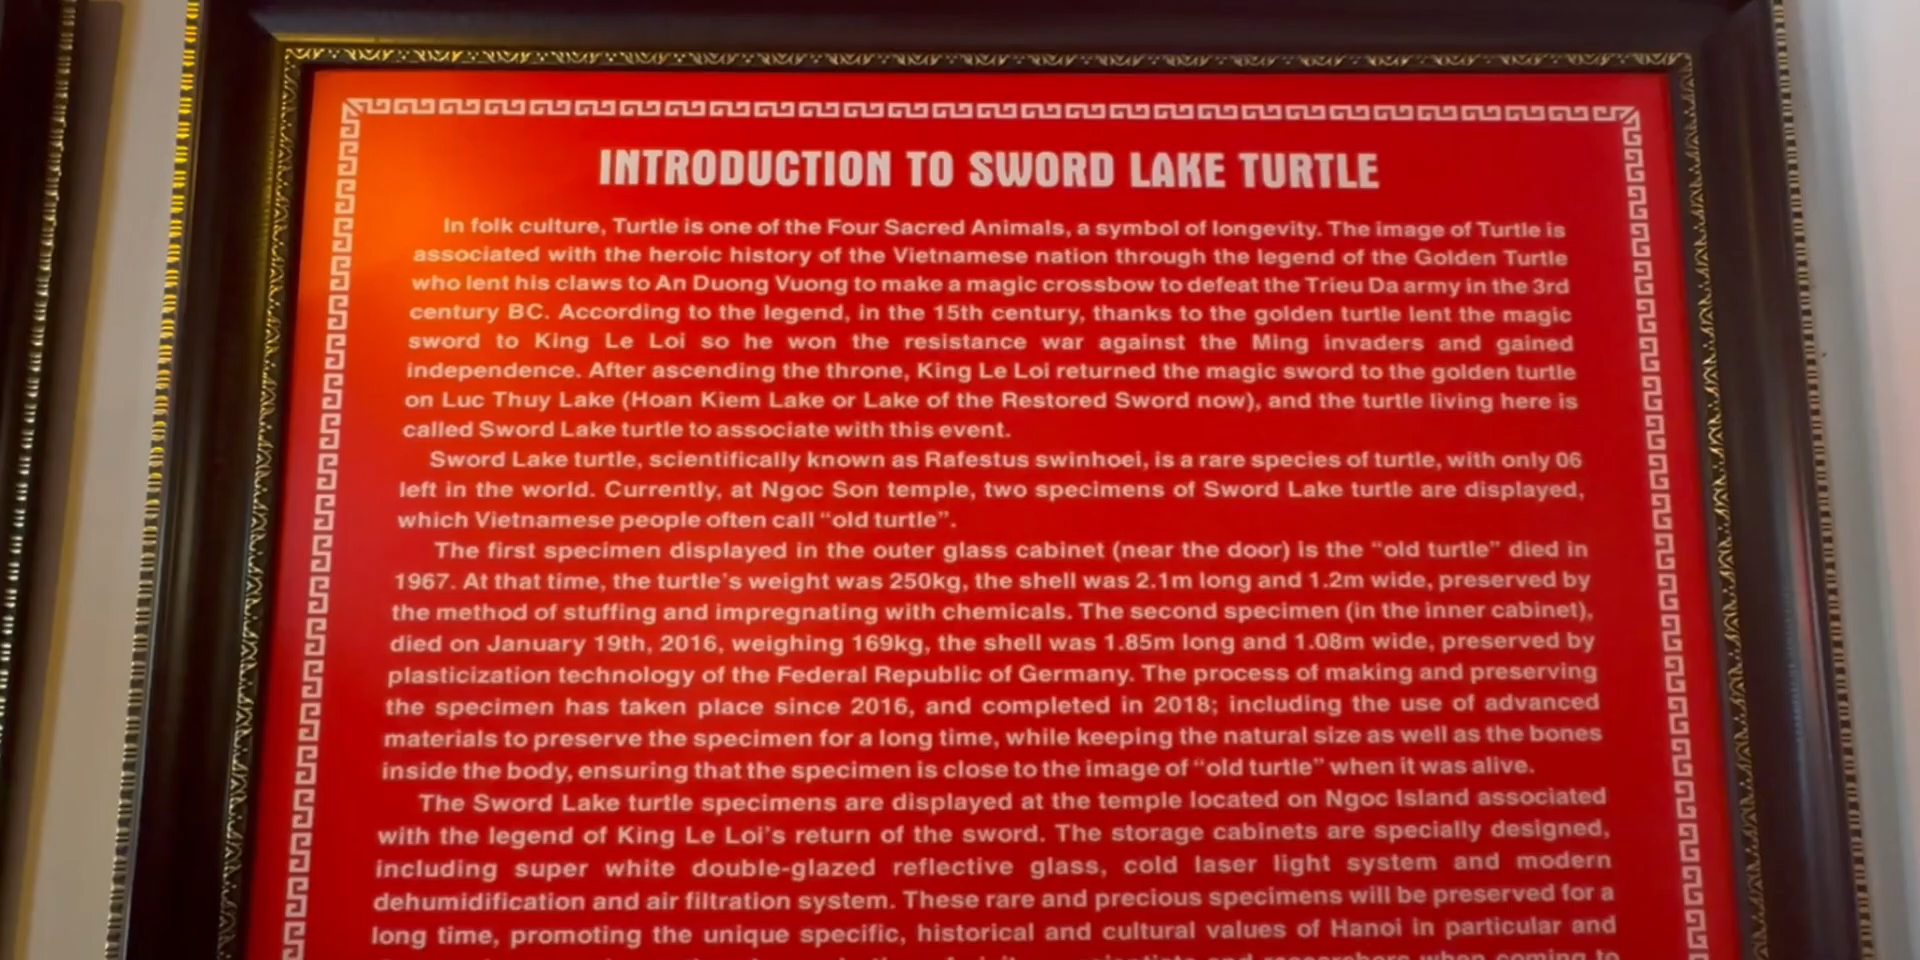 INTRODUCTION TO SWORD LAKE TURTLE
In folk culture, Turtle is one of the Four Sacred Animals, a symbol of longevity. The image of Turtle is
associated with the heroic history of the Vietnamese nation through the legend of the Golden Turtle
who lent his claws to An Duong Vuong to make a magic crossbow to defeat the Trieu Da army in the 3rd
century BC. According to the legend, in the 15th century, thanks to the golden turtle lent the magic
sword to King Le Loi so he won the resistance war against the Ming invaders and gained
independence. After ascending the throne, King Le Loi returned the magic sword to the golden turtle
on Luc Thuy Lake (Hoan Kiem Lake or Lake of the Restored Sword now), and the turtle living here is
called Sword Lake turtle to associate with this event.
Sword Lake turtle, scientifically known as Rafestus swinhoei, is a rare species of turtle, with only 06
left in the world. Currently, at Ngoc Son temple, two specimens of Sword Lake turtle are displayed,
which Vietnamese people often call "old turtle".
The first specimen displayed in the outer glass cabinet (near the door) is the "old turtle" died in
1967. At that time, the turtle's weight was 250kg, the shell was 2.1m long and 1.2m wide, preserved by
the method of stuffing and impregnating with chemicals. The second specimen (in the inner cabinet),
died on January 19th, 2016, weighing 169kg, the shell was 1.85m long and 1.08m wide, preserved by
plasticization technology of the Federal Republic of Germany. The process of making and preserving
the specimen has taken place since 2016, and completed in 2018; including the use of advanced
materials to preserve the specimen for a long time, while keeping the natural size as well as the bones
inside the body, ensuring that the specimen is close to the image of "old turtle" when it was alive.
The Sword Lake turtle specimens are displayed at the temple located on Ngoc Island associated
with the legend of King Le Loi's return of the sword. The storage cabinets are specially designed,
including super white double-glazed reflective glass, cold laser light system and modern
dehumidification and air filtration system. These rare and precious specimens will be preserved for a
long time, promoting the unique specific, historical and cultural values of Hanoi in particular and
researchers when coming to